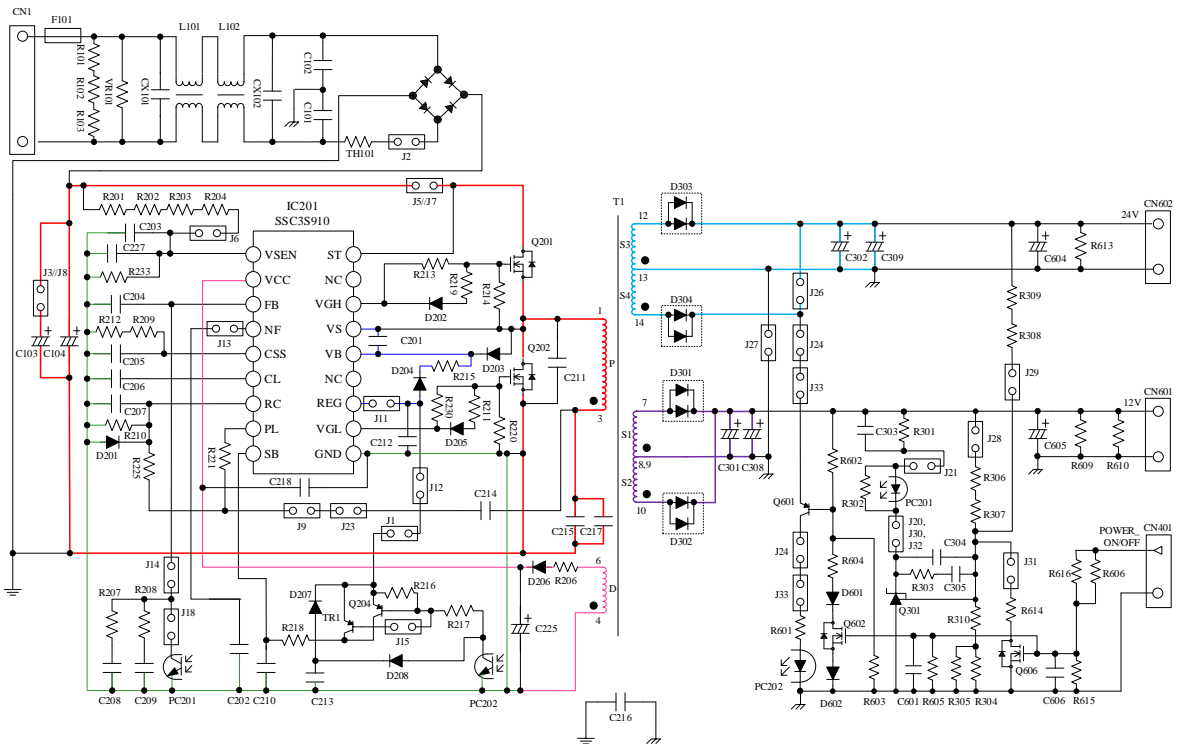 CN1
F101
L101 L102
R101
R102
R103
VR101
CX101
CX102
C102
C101
TH101
J2
R201 R202 R203 R204
C203
J6
C227
R233
C204
R212 R209
J13
C205
C206
C207
R210
D201
R225
J3//J8
C103 C104
IC201
SSC3S910
VSEN
VCC
FB
NF
CSS
CL
RC
PL
SB
ST
NC
VGH
VS
VB
NC
REG
VGL
GND
J5//J7
Q201
R213
R219
R214
D202
C201
Q202
D203
D204
R215
C211
J11
R230
R211
R220
C212
D205
R221
C218
J12
J9
J23
C214
J1
C215 C217
T1
1
P
3
6
D
4
D206 R206
C225
D207
TR1
Q204
R216
R217
J15
R218
D208
J14
J18
R207 R208
C208 C209 PC201 C202 C210 C213 PC202
C216
12
S3
13
S4
14
D303
D304
7
S1
8,9
S2
10
D301
D302
C302 C309
J26
J27
J24
J33
C301 C308
24V
CN602
C604
R613
R309
R308
J29
12V
CN601
C605
R609 R610
C303 R301
J28
J21
R602
R302
PC201
R306
R307
Q601
J20,
J30,
J32
C304
R303 C305
Q301
J31
R310
R614
POWER_
ON/OFF
CN401
R616
R606
J24
J33
R604
D601
R601
Q602
PC202
D602
R603
C601 R605 R305 R304
Q606
C606 R615